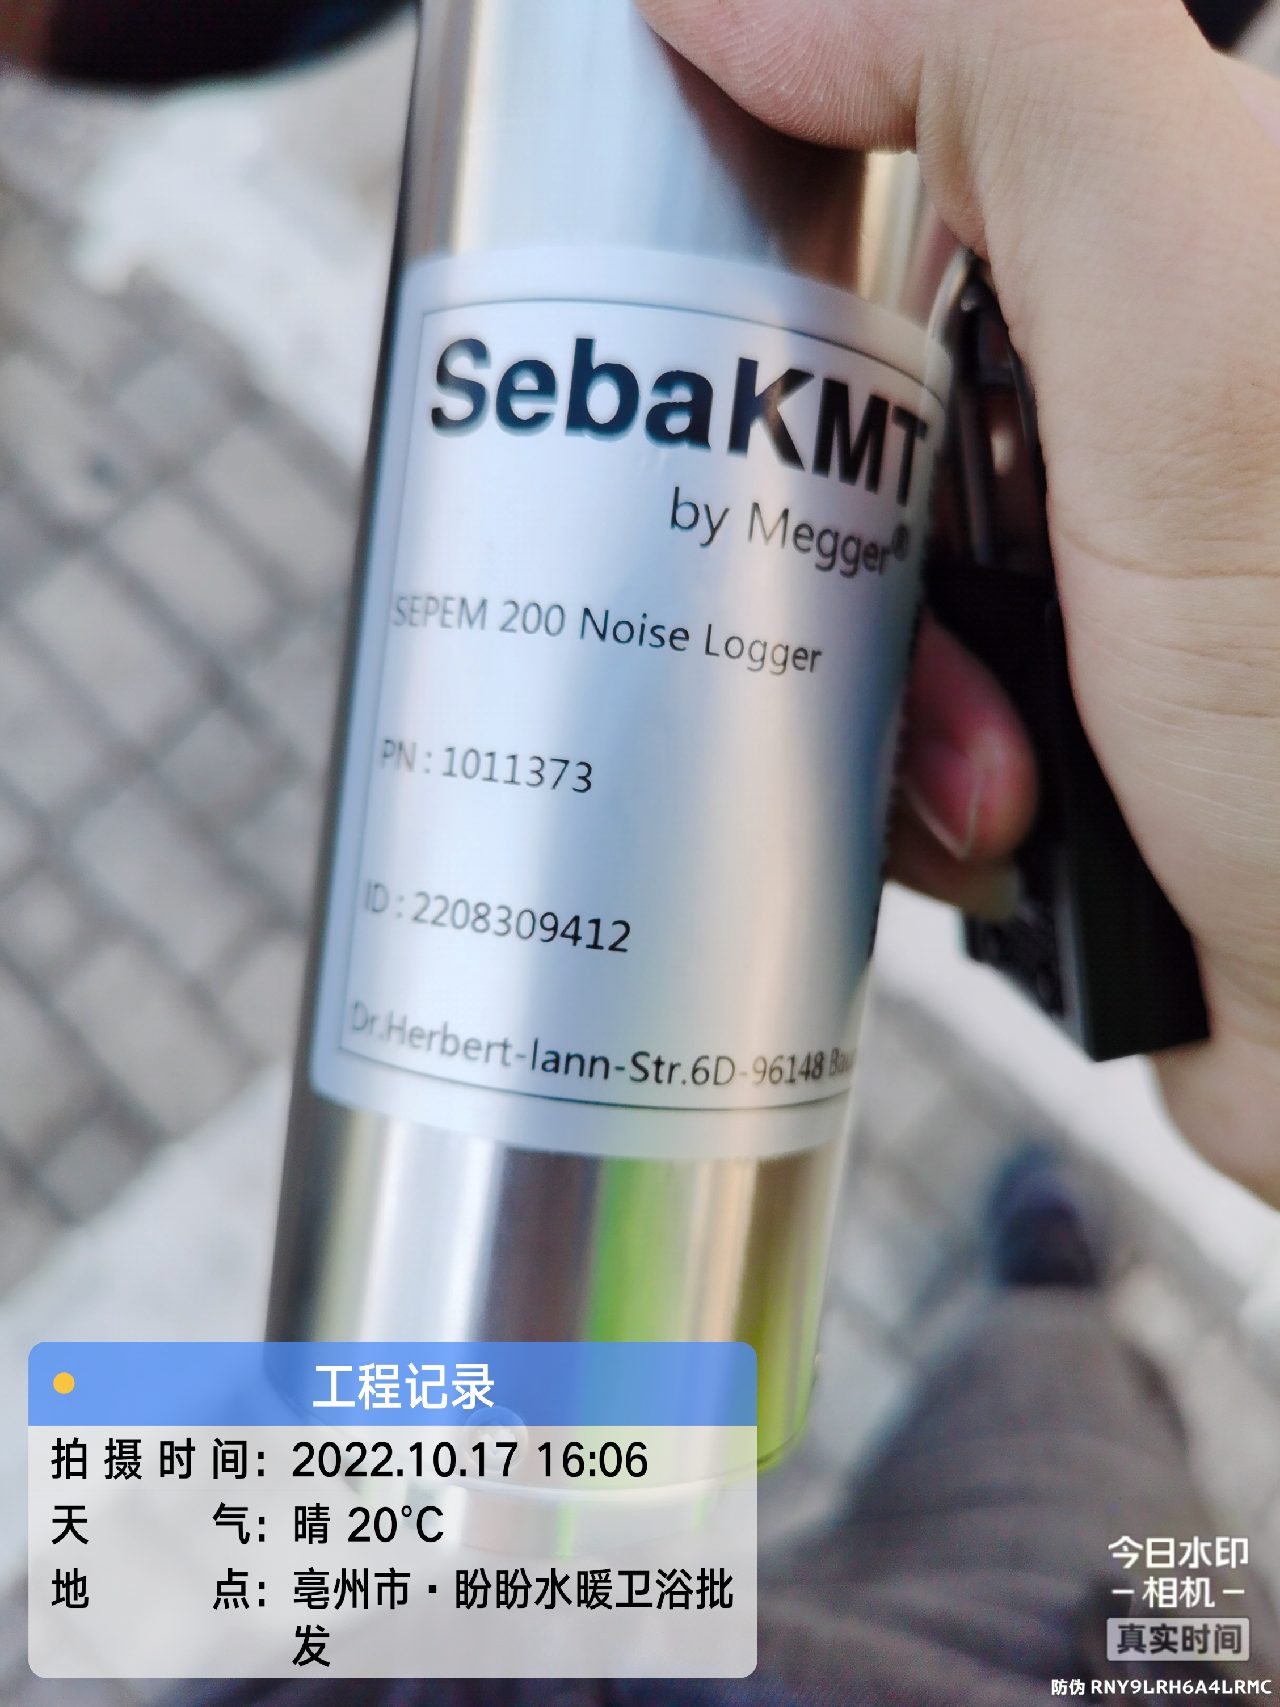 SebaKMT
by Megger®
SEPEM 200 Noise Logger
PN : 1011373
ID : 2208309412
Dr.Herbert-Iann-Str.6D-96148
工程记录
拍摄时间：2022.10.17 16:06
天气：晴 20°C
地点：亳州市·盼盼水暖卫浴批
发
今日水印
相机
真实时间
防伪 RNY9LRH6A4LRMC